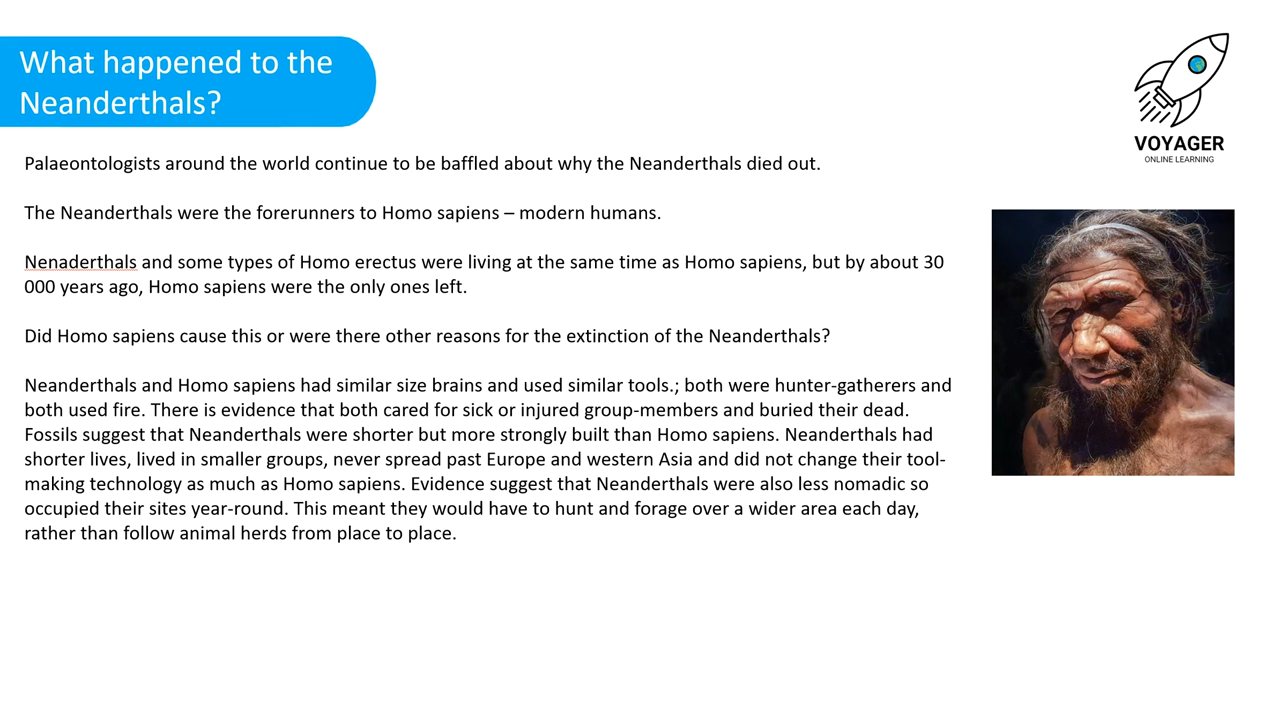 What happened to the
Neanderthals?
VOYAGER
ONLINE LEARNING
Palaeontologists around the world continue to be baffled about why the Neanderthals died out.
The Neanderthals were the forerunners to Homo sapiens – modern humans.
Nenaderthals and some types of Homo erectus were living at the same time as Homo sapiens, but by about 30
000 years ago, Homo sapiens were the only ones left.
Did Homo sapiens cause this or were there other reasons for the extinction of the Neanderthals?
Neanderthals and Homo sapiens had similar size brains and used similar tools.; both were hunter-gatherers and
both used fire. There is evidence that both cared for sick or injured group-members and buried their dead.
Fossils suggest that Neanderthals were shorter but more strongly built than Homo sapiens. Neanderthals had
shorter lives, lived in smaller groups, never spread past Europe and western Asia and did not change their tool-
making technology as much as Homo sapiens. Evidence suggest that Neanderthals were also less nomadic so
occupied their sites year-round. This meant they would have to hunt and forage over a wider area each day,
rather than follow animal herds from place to place.